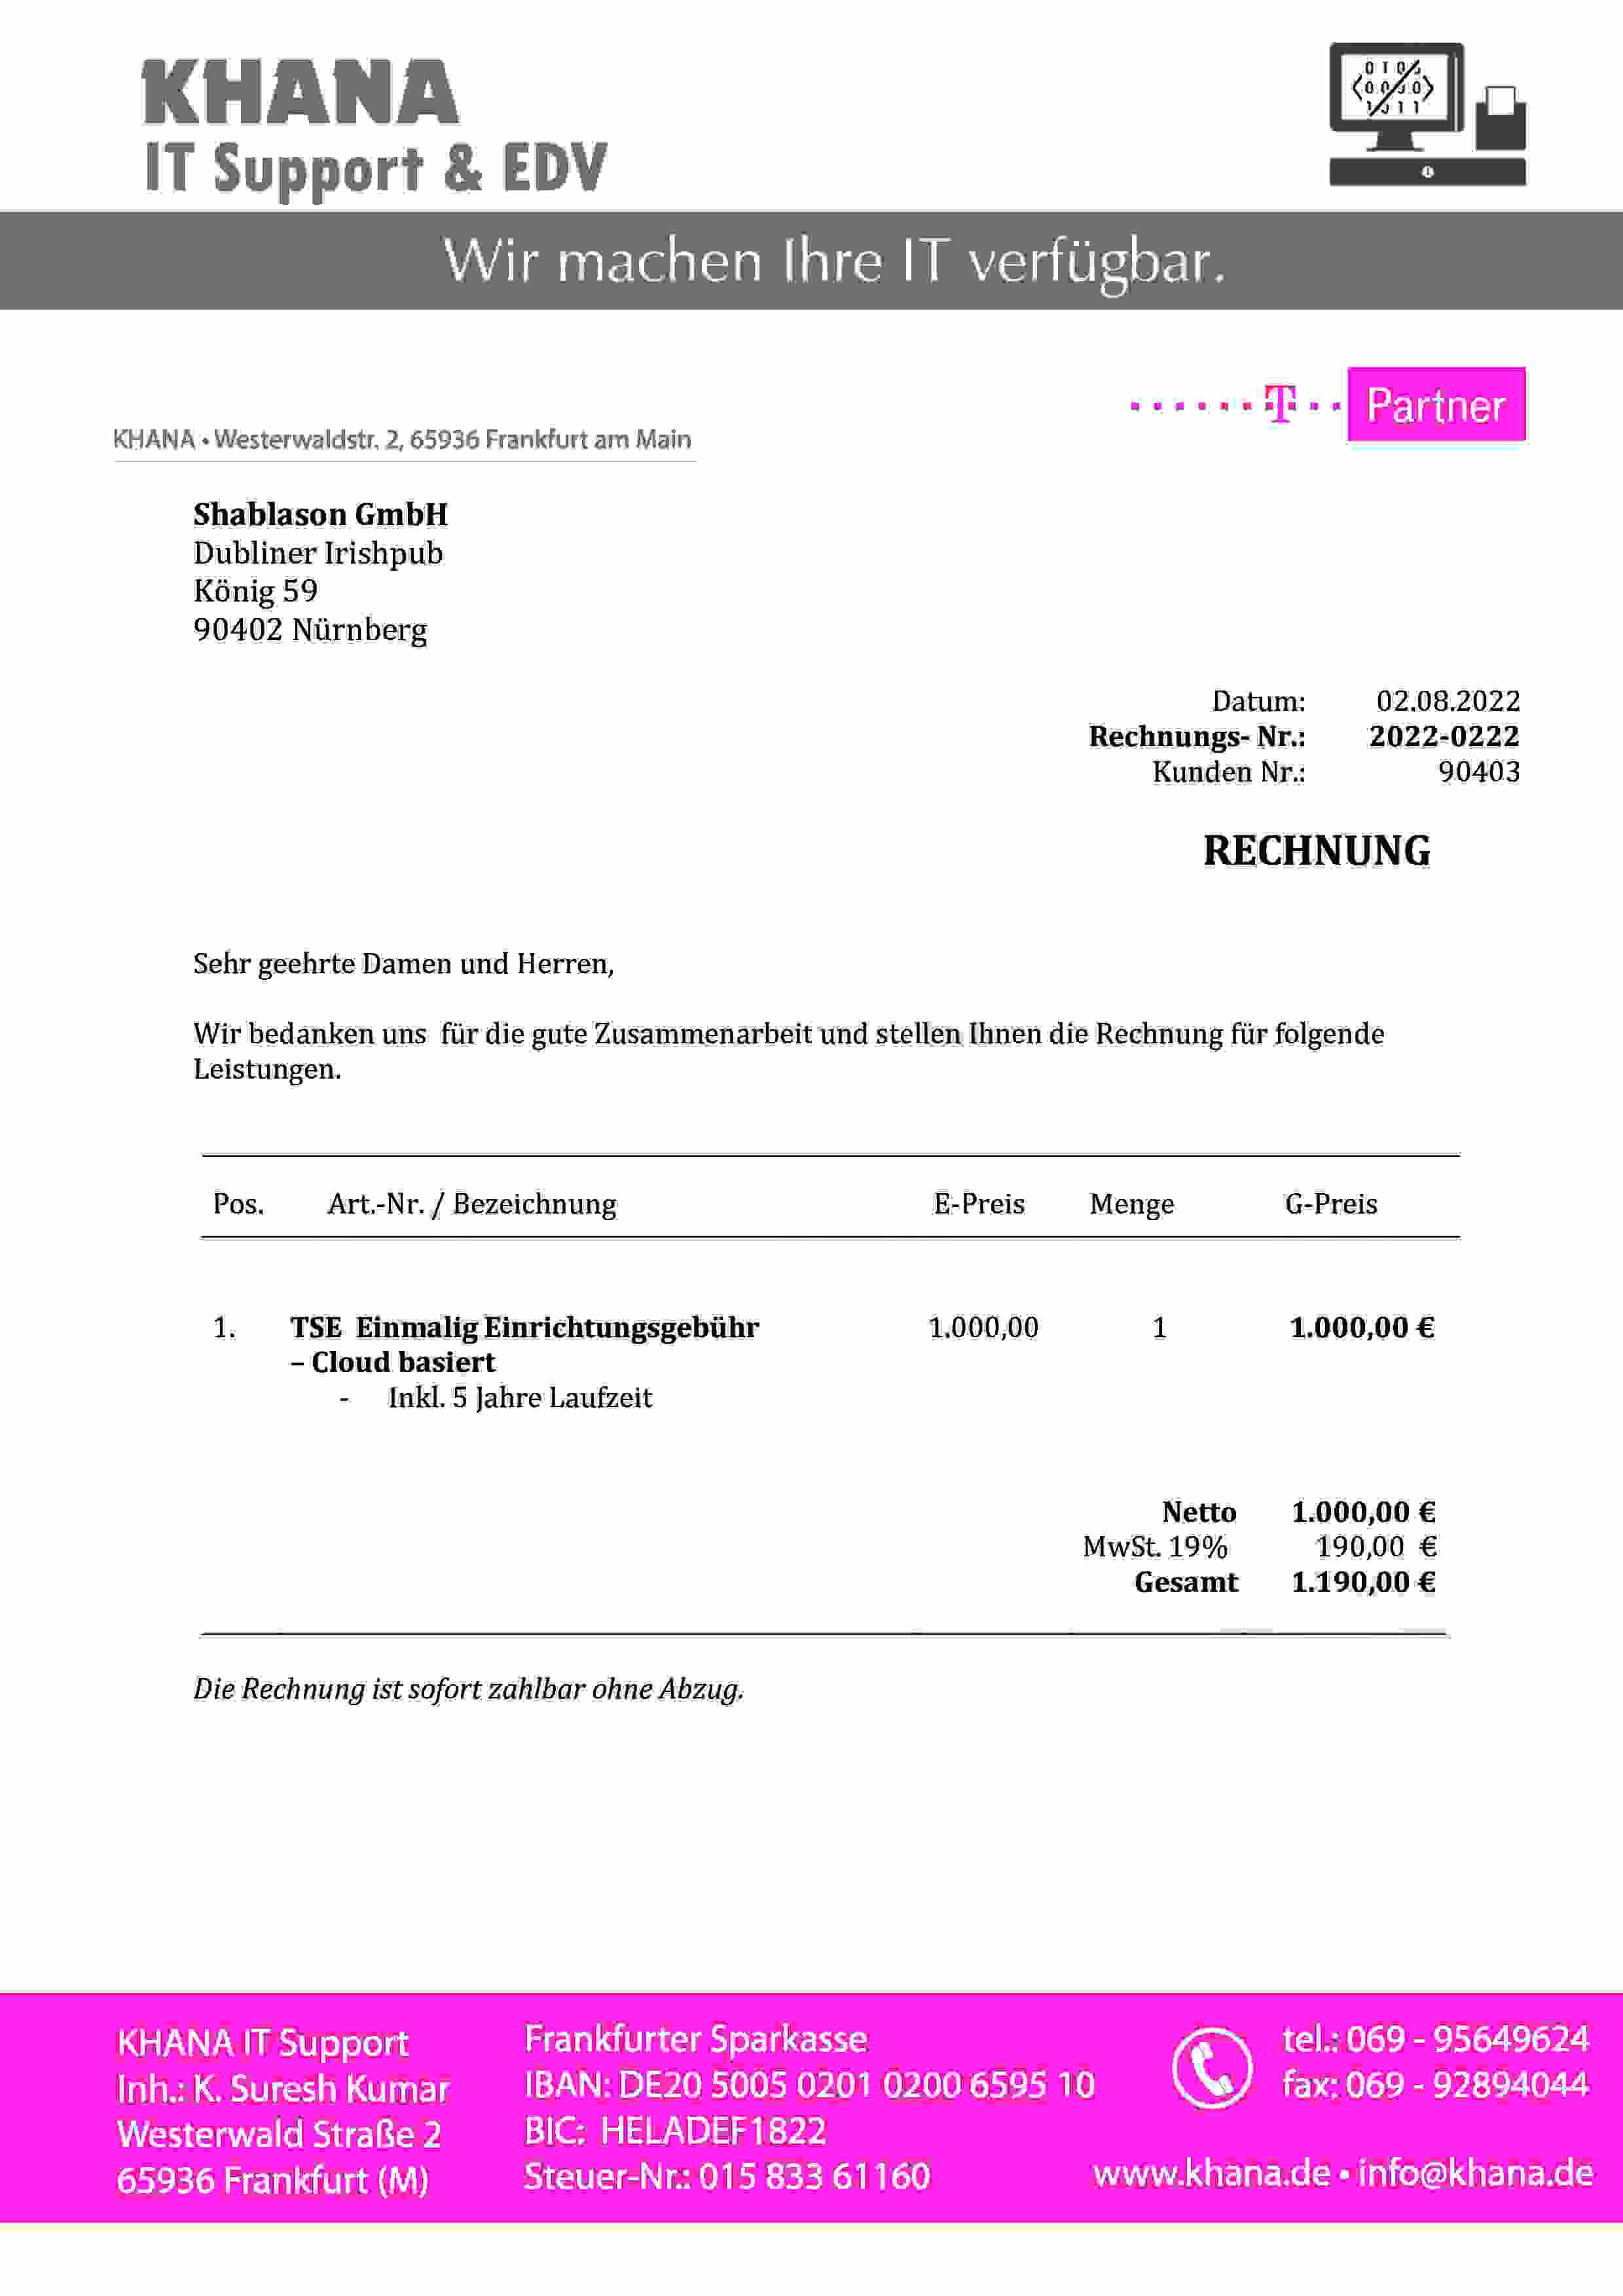 KHANA
IT Support & EDV
Wir machen Ihre IT verfügbar.
T Partner
KHANA • Westerwaldstr. 2, 65936 Frankfurt am Main
Shablason GmbH
Dubliner Irishpub
König 59
90402 Nürnberg
Datum: 02.08.2022
Rechnungs- Nr.: 2022-0222
Kunden Nr.: 90403
RECHNUNG
Sehr geehrte Damen und Herren,
Wir bedanken uns für die gute Zusammenarbeit und stellen Ihnen die Rechnung für folgende
Leistungen.
Pos. Art.-Nr. / Bezeichnung E-Preis Menge G-Preis
1. TSE Einmalig Einrichtungsgebühr 1.000,00 1 1.000,00 €
– Cloud basiert
- Inkl. 5 Jahre Laufzeit
Netto 1.000,00 €
MwSt. 19% 190,00 €
Gesamt 1.190,00 €
Die Rechnung ist sofort zahlbar ohne Abzug.
KHANA IT Support
Inh.: K. Suresh Kumar
Westerwald Straße 2
65936 Frankfurt (M)
Frankfurter Sparkasse
IBAN: DE20 5005 0201 0200 6595 10
BIC: HELADEF1822
Steuer-Nr.: 015 833 61160
tel.: 069 - 95649624
fax: 069 - 92894044
www.khana.de • info@khana.de